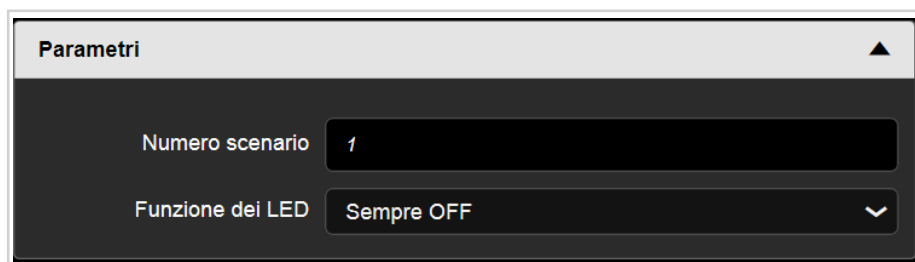 Parametri
Numero scenario 1
Funzione dei LED Sempre OFF